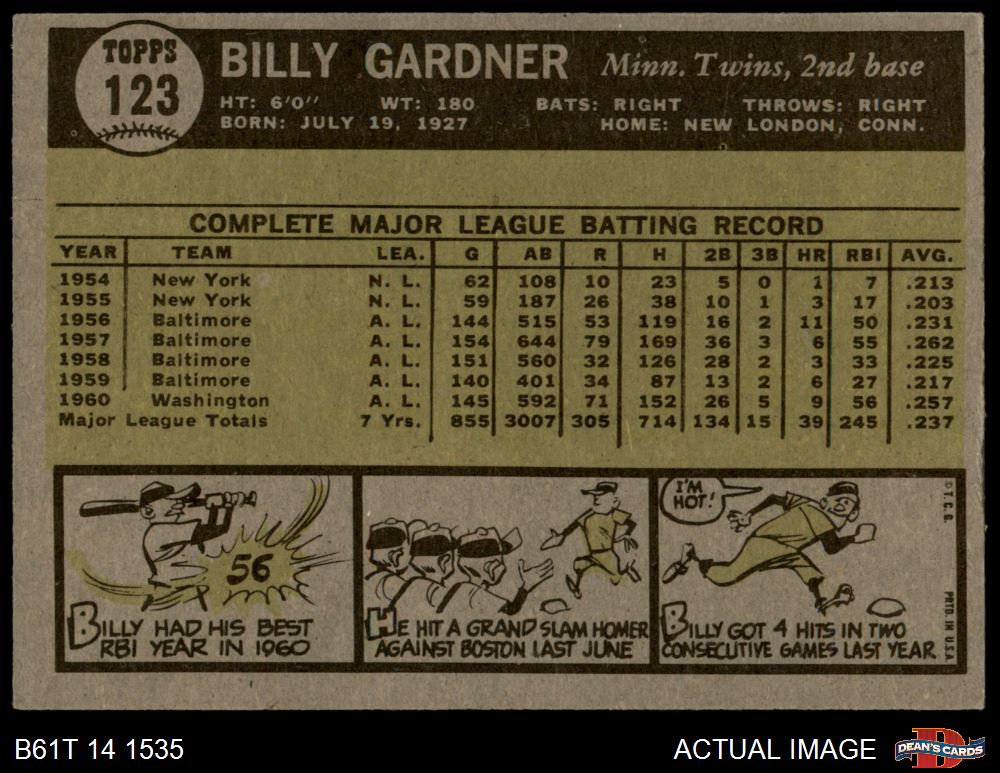 TOPPS
123
BILLY GARDNER Minn. Twins, 2nd base
HT: 6'0" WT: 180 BATS: RIGHT THROWS: RIGHT
BORN: JULY 19, 1927 HOME: NEW LONDON, CONN.
COMPLETE MAJOR LEAGUE BATTING RECORD
YEAR TEAM LEA. G AB R H 2B 3B HR RBI AVG.
1954 New York N. L. 62 108 10 23 5 0 1 7 .213
1955 New York N. L. 59 187 26 38 10 1 3 17 .203
1956 Baltimore A. L. 144 515 53 119 16 2 11 50 .231
1957 Baltimore A. L. 154 644 79 169 36 3 6 55 .262
1958 Baltimore A. L. 151 560 32 126 28 2 3 33 .225
1959 Baltimore A. L. 140 401 34 87 13 2 6 27 .217
1960 Washington A. L. 145 592 71 152 26 5 9 56 .257
Major League Totals 7 Yrs. 855 3007 305 714 134 15 39 245 .237
56
BILLY HAD HIS BEST
RBI YEAR IN 1960
HE HIT A GRAND SLAM HOMER
AGAINST BOSTON LAST JUNE
I'M
HOT!
BILLY GOT 4 HITS IN TWO
CONSECUTIVE GAMES LAST YEAR
© T. C. G.
PRTD. IN U.S.A.
B61T 14 1535
ACTUAL IMAGE
D
DEAN'S CARDS